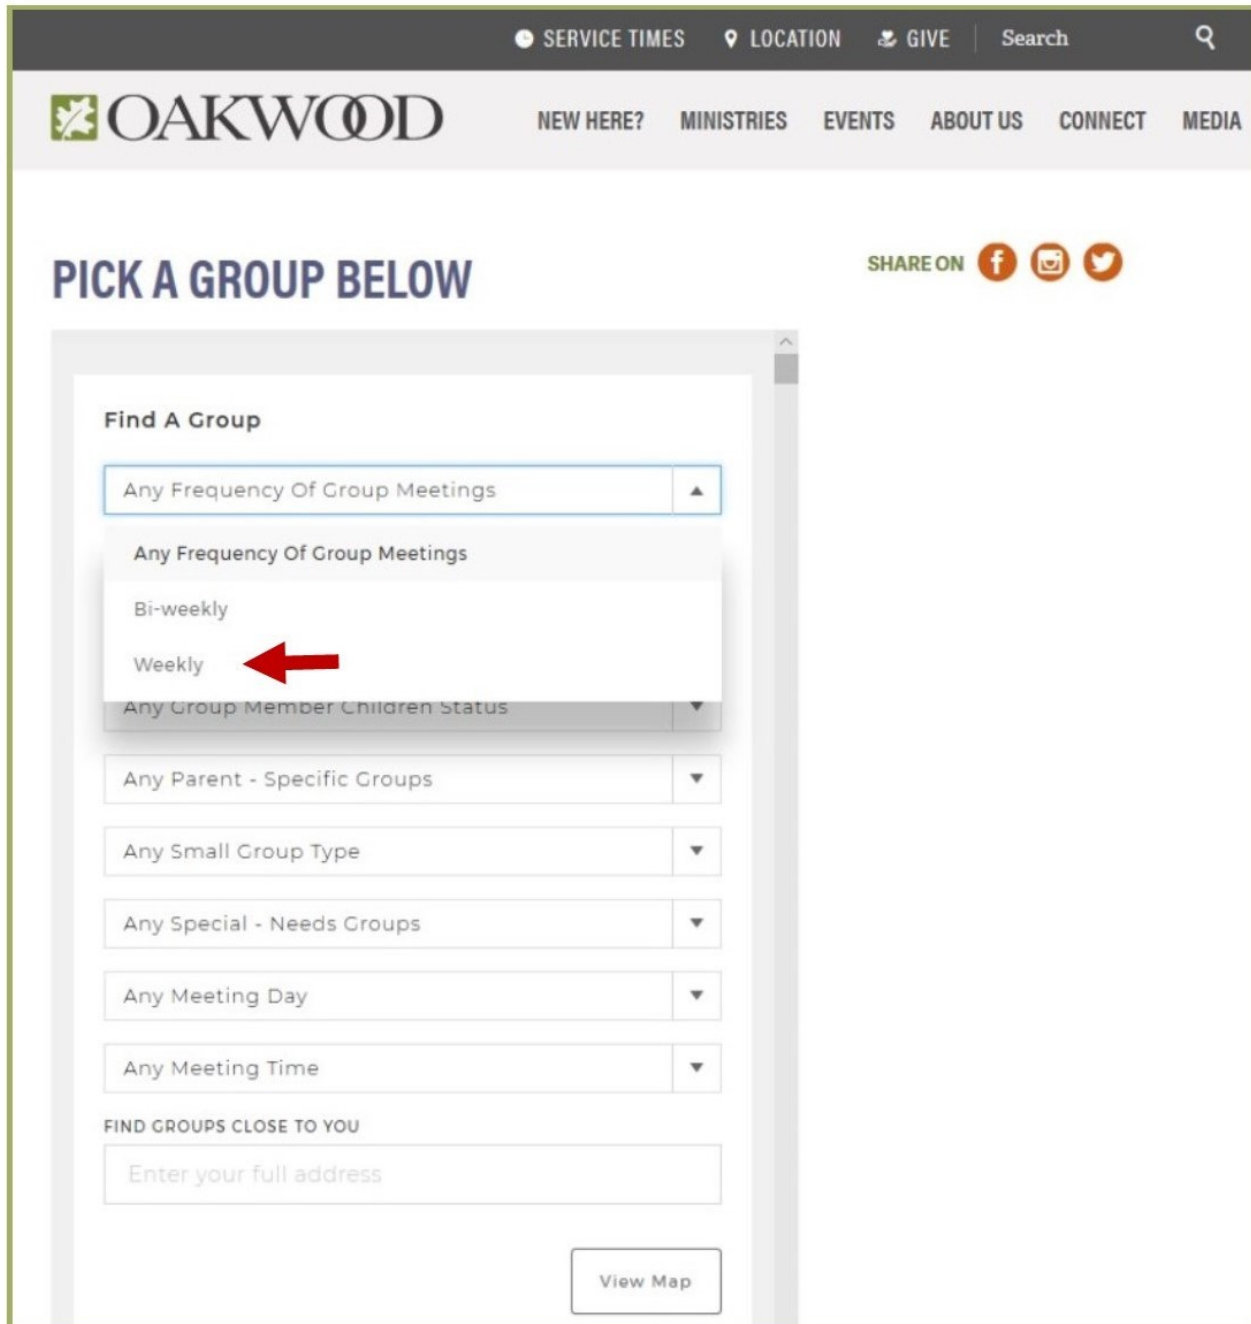 SERVICE TIMES LOCATION GIVE Search
OAKWOOD NEW HERE? MINISTRIES EVENTS ABOUT US CONNECT MEDIA
PICK A GROUP BELOW
SHARE ON
Find A Group
Any Frequency Of Group Meetings
Any Frequency Of Group Meetings
Bi-weekly
Weekly
Any Group Member Children Status
Any Parent - Specific Groups
Any Small Group Type
Any Special - Needs Groups
Any Meeting Day
Any Meeting Time
FIND GROUPS CLOSE TO YOU
Enter your full address
View Map